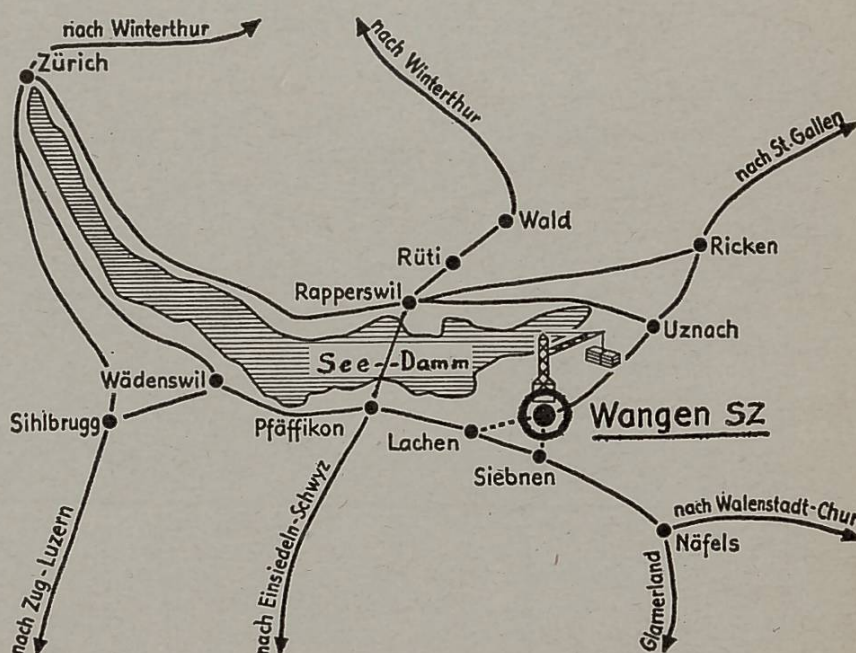 nach Winterthur
Zürich
nach Winterthur
nach St.Gallen
Wald
Ricken
Rüti
Rapperswil
Uznach
See--Damm
Wädenswil
Sihlbrugg
Pfäffikon
Lachen
Wangen SZ
Siebnen
nach Walenstadt-Chur
Näfels
nach Zug-Luzern
nach Einsiedeln-Schwyz
Glarnerland